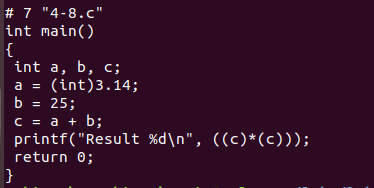 # 7 "4-8.c"
int main()
{
 int a, b, c;
 a = (int)3.14;
 b = 25;
 c = a + b;
 printf("Result %d\n", ((c)*(c)));
 return 0;
}